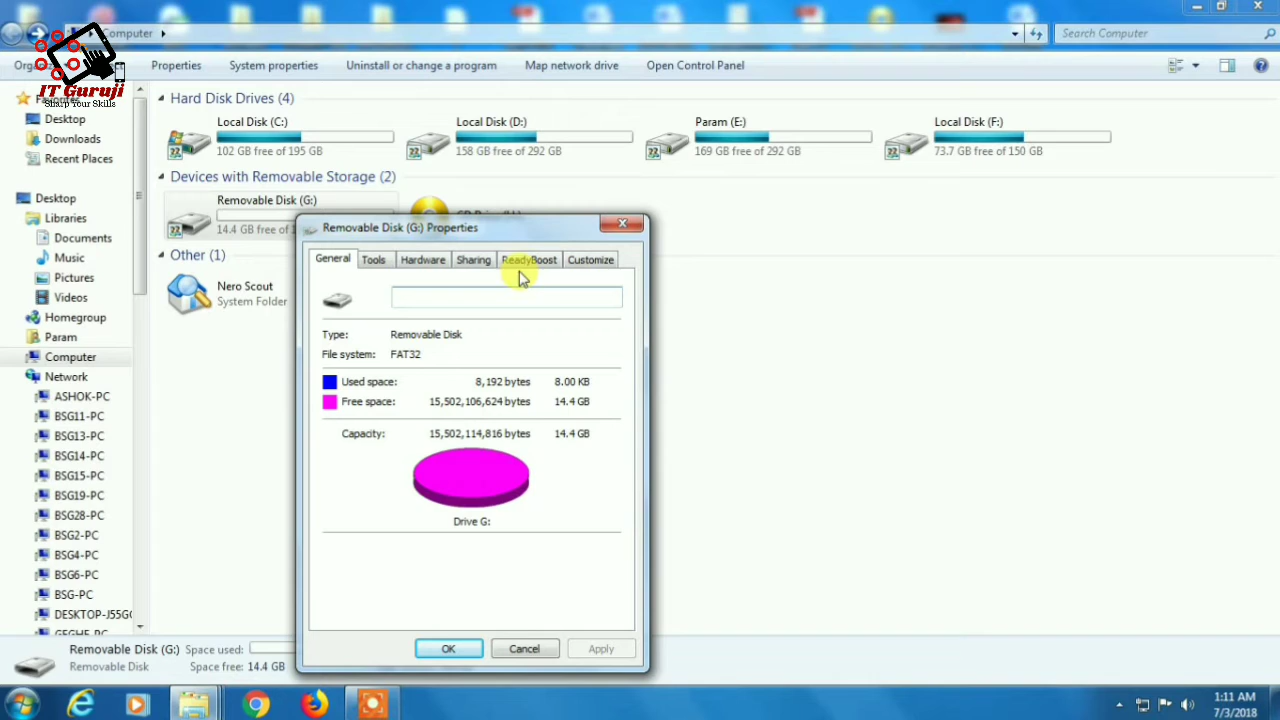 Computer
Search Computer
Properties
System properties
Uninstall or change a program
Map network drive
Open Control Panel
IT Guruji
Sharp Your Skills
Desktop
Downloads
Recent Places
Desktop
Libraries
Documents
Music
Pictures
Videos
Homegroup
Param
Computer
Network
ASHOK-PC
BSG11-PC
BSG13-PC
BSG14-PC
BSG15-PC
BSG19-PC
BSG28-PC
BSG2-PC
BSG4-PC
BSG6-PC
BSG-PC
DESKTOP-J55G
Hard Disk Drives (4)
Local Disk (C:)
102 GB free of 195 GB
Local Disk (D:)
158 GB free of 292 GB
Param (E:)
169 GB free of 292 GB
Local Disk (F:)
73.7 GB free of 150 GB
Devices with Removable Storage (2)
Removable Disk (G:)
14.4 GB free of
Other (1)
Nero Scout
System Folder
Removable Disk (G:) Properties
General
Tools
Hardware
Sharing
ReadyBoost
Customize
Type: Removable Disk
File system: FAT32
Used space: 8,192 bytes 8.00 KB
Free space: 15,502,106,624 bytes 14.4 GB
Capacity: 15,502,114,816 bytes 14.4 GB
Drive G:
OK
Cancel
Apply
Removable Disk (G:) Space used:
Removable Disk Space free: 14.4 GB
1:11 AM
7/3/2018